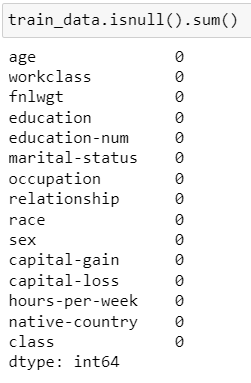 train_data.isnull().sum()
age 0
workclass 0
fnlwgt 0
education 0
education-num 0
marital-status 0
occupation 0
relationship 0
race 0
sex 0
capital-gain 0
capital-loss 0
hours-per-week 0
native-country 0
class 0
dtype: int64